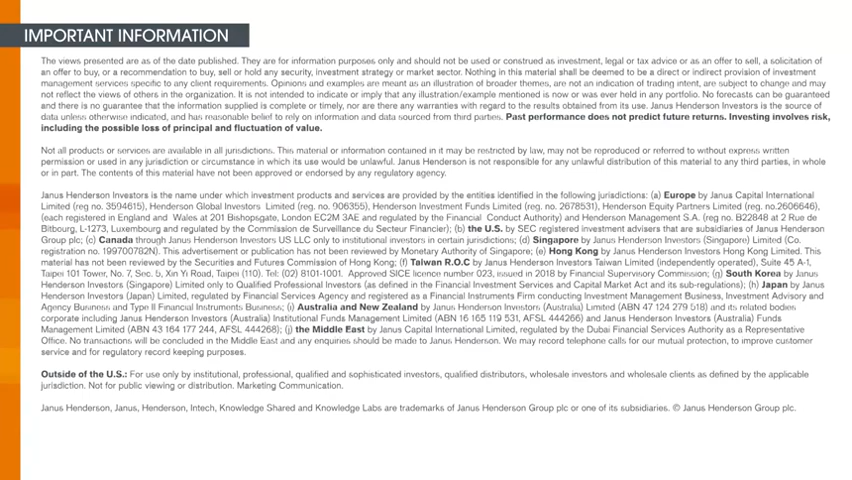 IMPORTANT INFORMATION
The views presented are as of the date published. They are for information purposes only and should not be used or construed as investment, legal or tax advice or as an offer to sell, a solicitation of
an offer to buy, or a recommendation to buy, sell or hold any security, investment strategy or market sector. Nothing in this material shall be deemed to be a direct or indirect provision of investment
management services specific to any client requirements. Opinions and examples are meant as an illustration of broader themes, are not an indication of trading intent, are subject to change and may
not reflect the views of others in the organization. It is not intended to indicate or imply that any illustration/example mentioned is now or was ever held in any portfolio. No forecasts can be guaranteed
and there is no guarantee that the information supplied is complete or timely, nor are there any warranties with regard to the results obtained from its use. Janus Henderson Investors is the source of
data unless otherwise indicated, and has reasonable belief to rely on information and data sourced from third parties. Past performance does not predict future returns. Investing involves risk,
including the possible loss of principal and fluctuation of value.
Not all products or services are available in all jurisdictions. This material or information contained in it may be restricted by law, may not be reproduced or referred to without express written
permission or used in any jurisdiction or circumstance in which its use would be unlawful. Janus Henderson is not responsible for any unlawful distribution of this material to any third parties, in whole
or in part. The contents of this material have not been approved or endorsed by any regulatory agency.
Janus Henderson Investors is the name under which investment products and services are provided by the entities identified in the following jurisdictions: (a) Europe by Janus Capital International
Limited (reg no. 3594615), Henderson Global Investors Limited (reg. no. 906355), Henderson Investment Funds Limited (reg. no. 2678531), Henderson Equity Partners Limited (reg. no.2606646),
(each registered in England and Wales at 201 Bishopsgate, London EC2M 3AE and regulated by the Financial Conduct Authority) and Henderson Management S.A. (reg no. B22848 at 2 Rue de
Bitbourg, L-1273, Luxembourg and regulated by the Commission de Surveillance du Secteur Financier); (b) the U.S. by SEC registered investment advisers that are subsidiaries of Janus Henderson
Group plc; (c) Canada through Janus Henderson Investors US LLC only to institutional investors in certain jurisdictions; (d) Singapore by Janus Henderson Investors (Singapore) Limited (Co.
registration no. 199700782N). This advertisement or publication has not been reviewed by Monetary Authority of Singapore; (e) Hong Kong by Janus Henderson Investors Hong Kong Limited. This
material has not been reviewed by the Securities and Futures Commission of Hong Kong; (f) Taiwan R.O.C by Janus Henderson Investors Taiwan Limited (independently operated), Suite 45 A-1,
Taipei 101 Tower, No. 7, Sec. 5, Xin Yi Road, Taipei (110). Tel: (02) 8101-1001. Approved SICE licence number 023, issued in 2018 by Financial Supervisory Commission; (g) South Korea by Janus
Henderson Investors (Singapore) Limited only to Qualified Professional Investors (as defined in the Financial Investment Services and Capital Market Act and its sub-regulations); (h) Japan by Janus
Henderson Investors (Japan) Limited, regulated by Financial Services Agency and registered as a Financial Instruments Firm conducting Investment Management Business, Investment Advisory and
Agency Business and Type II Financial Instruments Business; (i) Australia and New Zealand by Janus Henderson Investors (Australia) Limited (ABN 47 124 279 518) and its related bodies
corporate including Janus Henderson Investors (Australia) Institutional Funds Management Limited (ABN 16 165 119 531, AFSL 444266) and Janus Henderson Investors (Australia) Funds
Management Limited (ABN 43 164 177 244, AFSL 444268); (j) the Middle East by Janus Capital International Limited, regulated by the Dubai Financial Services Authority as a Representative
Office. No transactions will be concluded in the Middle East and any enquiries should be made to Janus Henderson. We may record telephone calls for our mutual protection, to improve customer
service and for regulatory record keeping purposes.
Outside of the U.S.: For use only by institutional, professional, qualified and sophisticated investors, qualified distributors, wholesale investors and wholesale clients as defined by the applicable
jurisdiction. Not for public viewing or distribution. Marketing Communication.
Janus Henderson, Janus, Henderson, Intech, Knowledge Shared and Knowledge Labs are trademarks of Janus Henderson Group plc or one of its subsidiaries. © Janus Henderson Group plc.